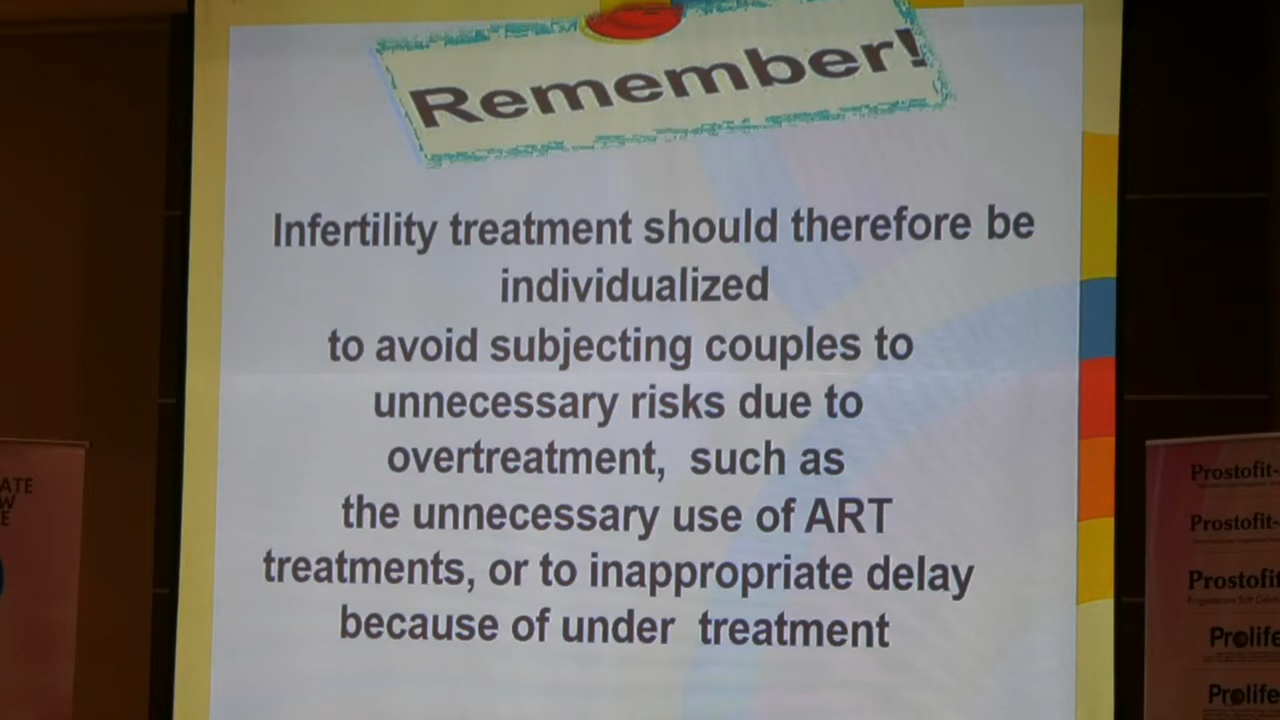 Remember!
Infertility treatment should therefore be
individualized
to avoid subjecting couples to
unnecessary risks due to
overtreatment, such as
the unnecessary use of ART
treatments, or to inappropriate delay
because of under treatment
ATE
W
E
Prostofit-
Prostofit-
Prostofit
Prolife
Prolife